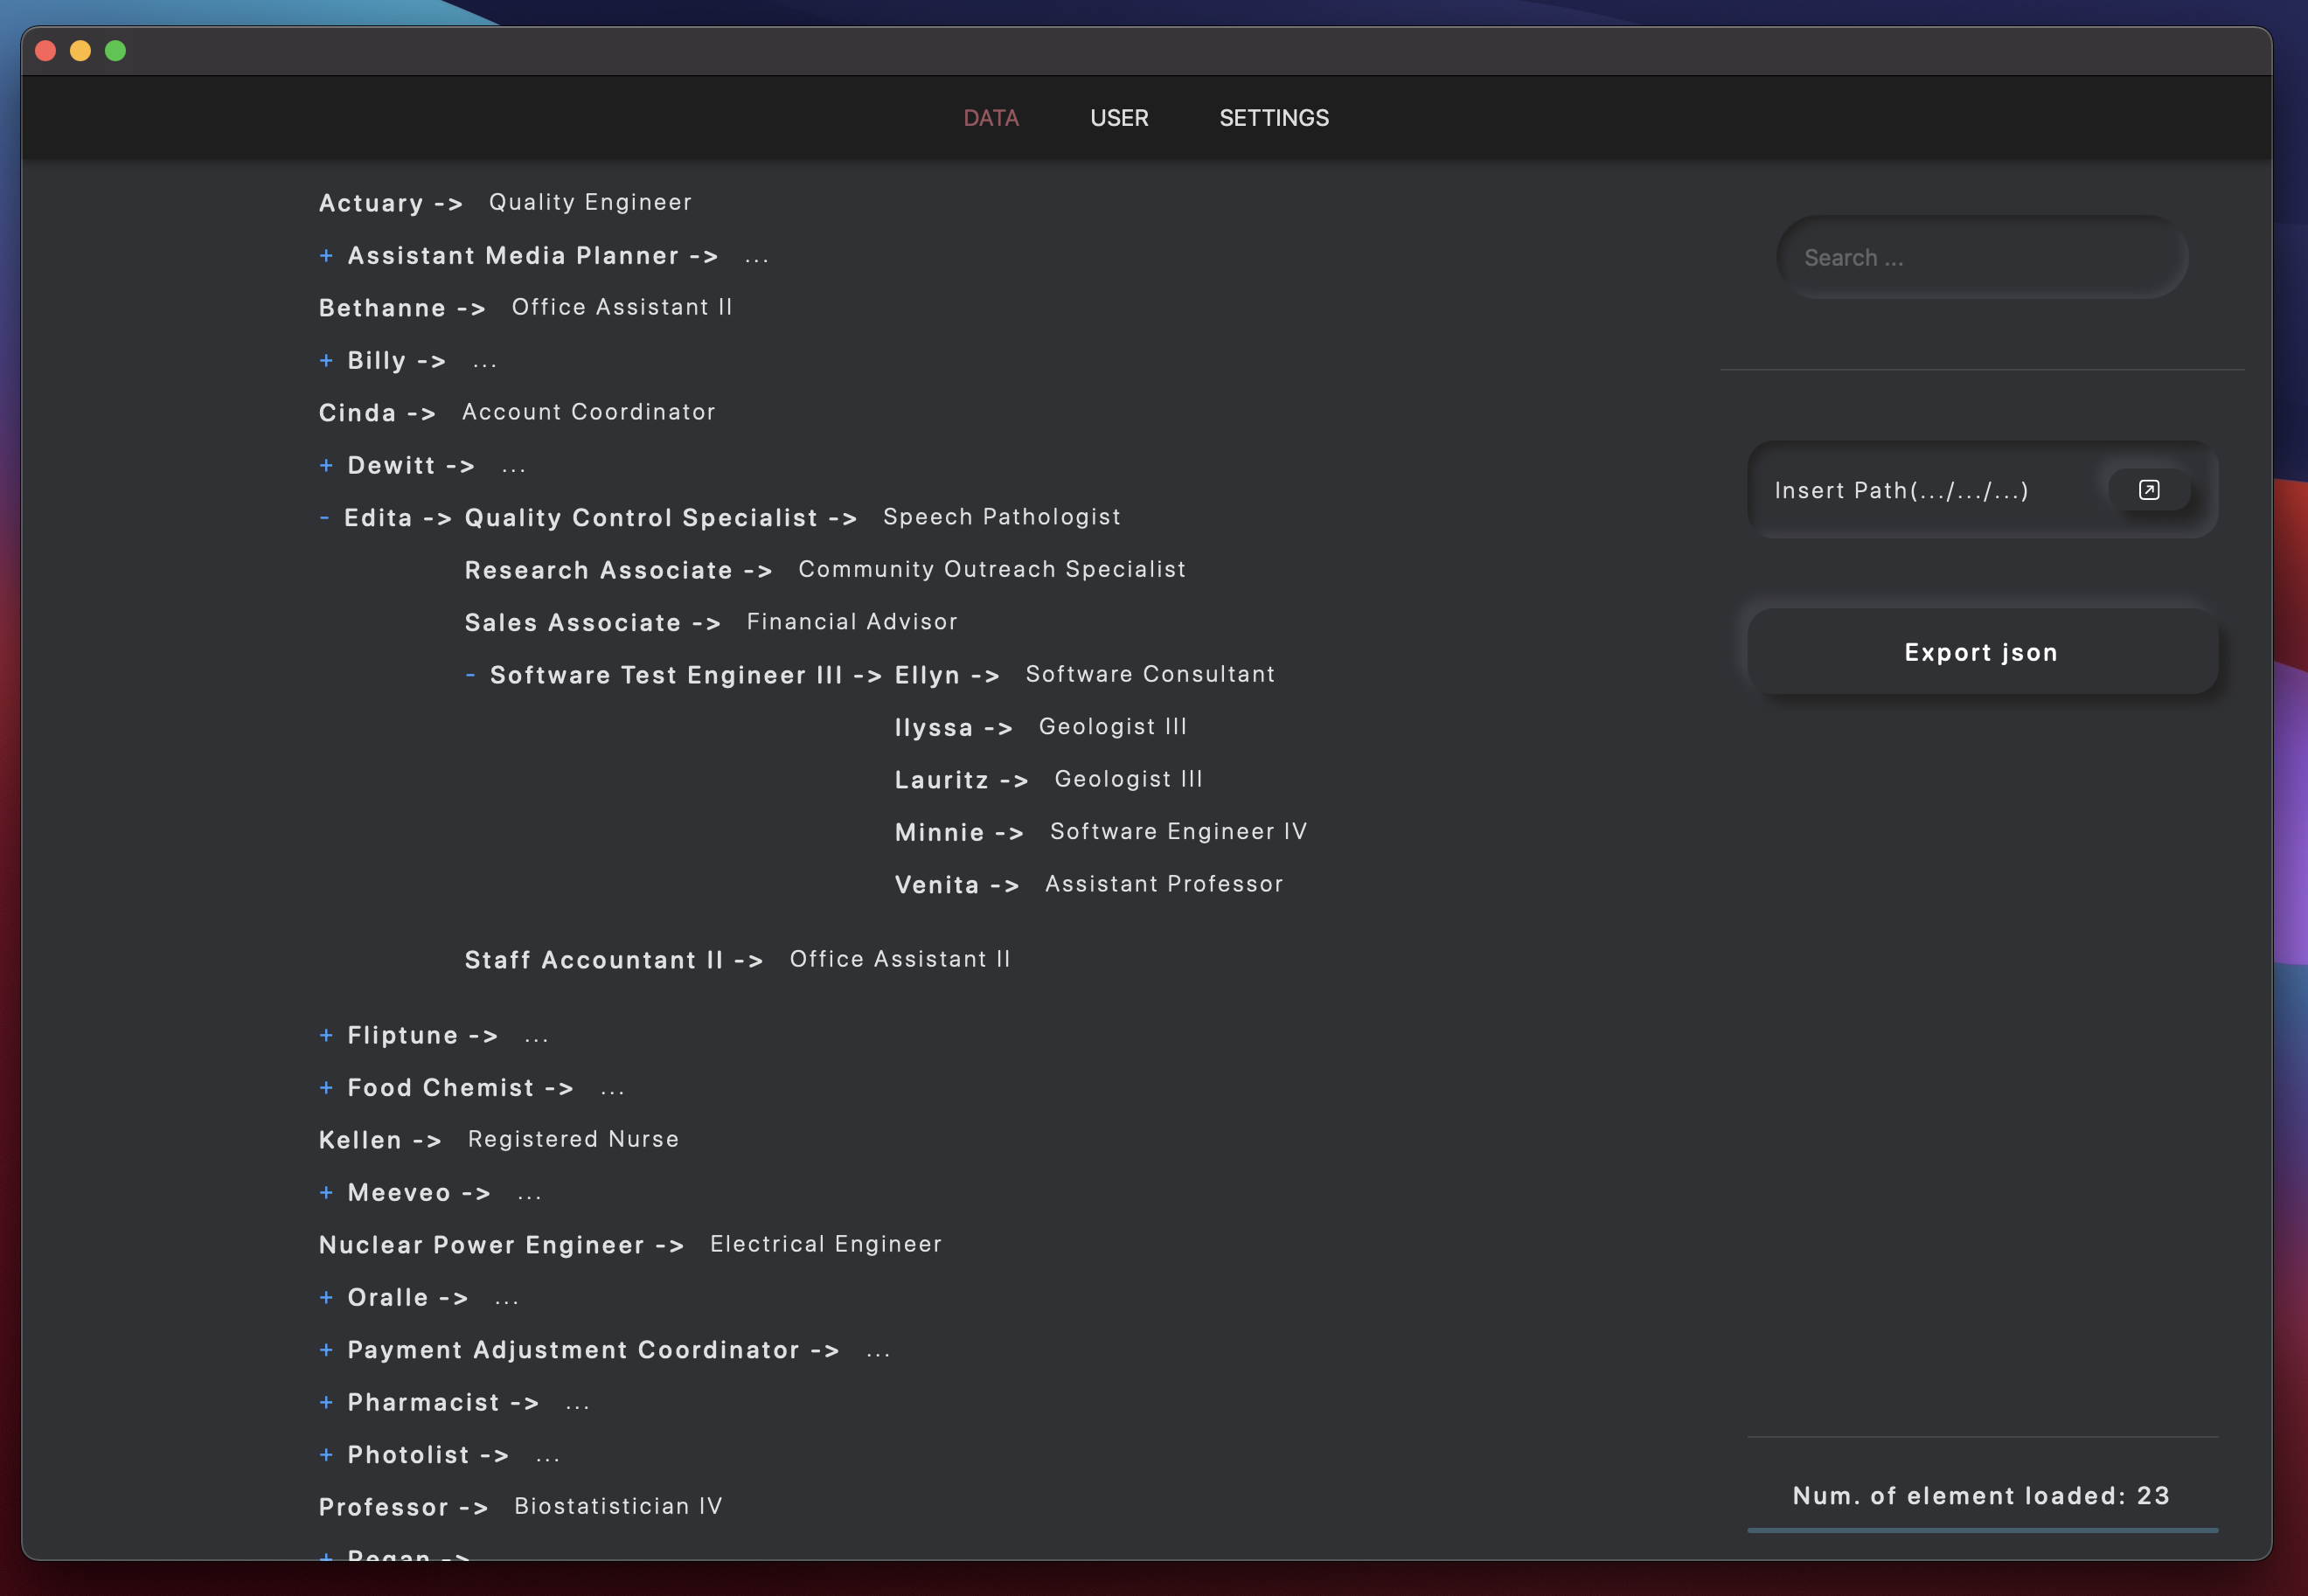 DATA USER SETTINGS
Actuary -> Quality Engineer
+ Assistant Media Planner -> ...
Bethanne -> Office Assistant II
+ Billy -> ...
Cinda -> Account Coordinator
+ Dewitt -> ...
- Edita -> Quality Control Specialist -> Speech Pathologist
Research Associate -> Community Outreach Specialist
Sales Associate -> Financial Advisor
- Software Test Engineer III -> Ellyn -> Software Consultant
Ilyssa -> Geologist III
Lauritz -> Geologist III
Minnie -> Software Engineer IV
Venita -> Assistant Professor
Staff Accountant II -> Office Assistant II
+ Fliptune -> ...
+ Food Chemist -> ...
Kellen -> Registered Nurse
+ Meeveo -> ...
Nuclear Power Engineer -> Electrical Engineer
+ Oralle -> ...
+ Payment Adjustment Coordinator -> ...
+ Pharmacist -> ...
+ Photolist -> ...
Professor -> Biostatistician IV
+ Regan ->
Search ...
Insert Path(.../.../...)
Export json
Num. of element loaded: 23